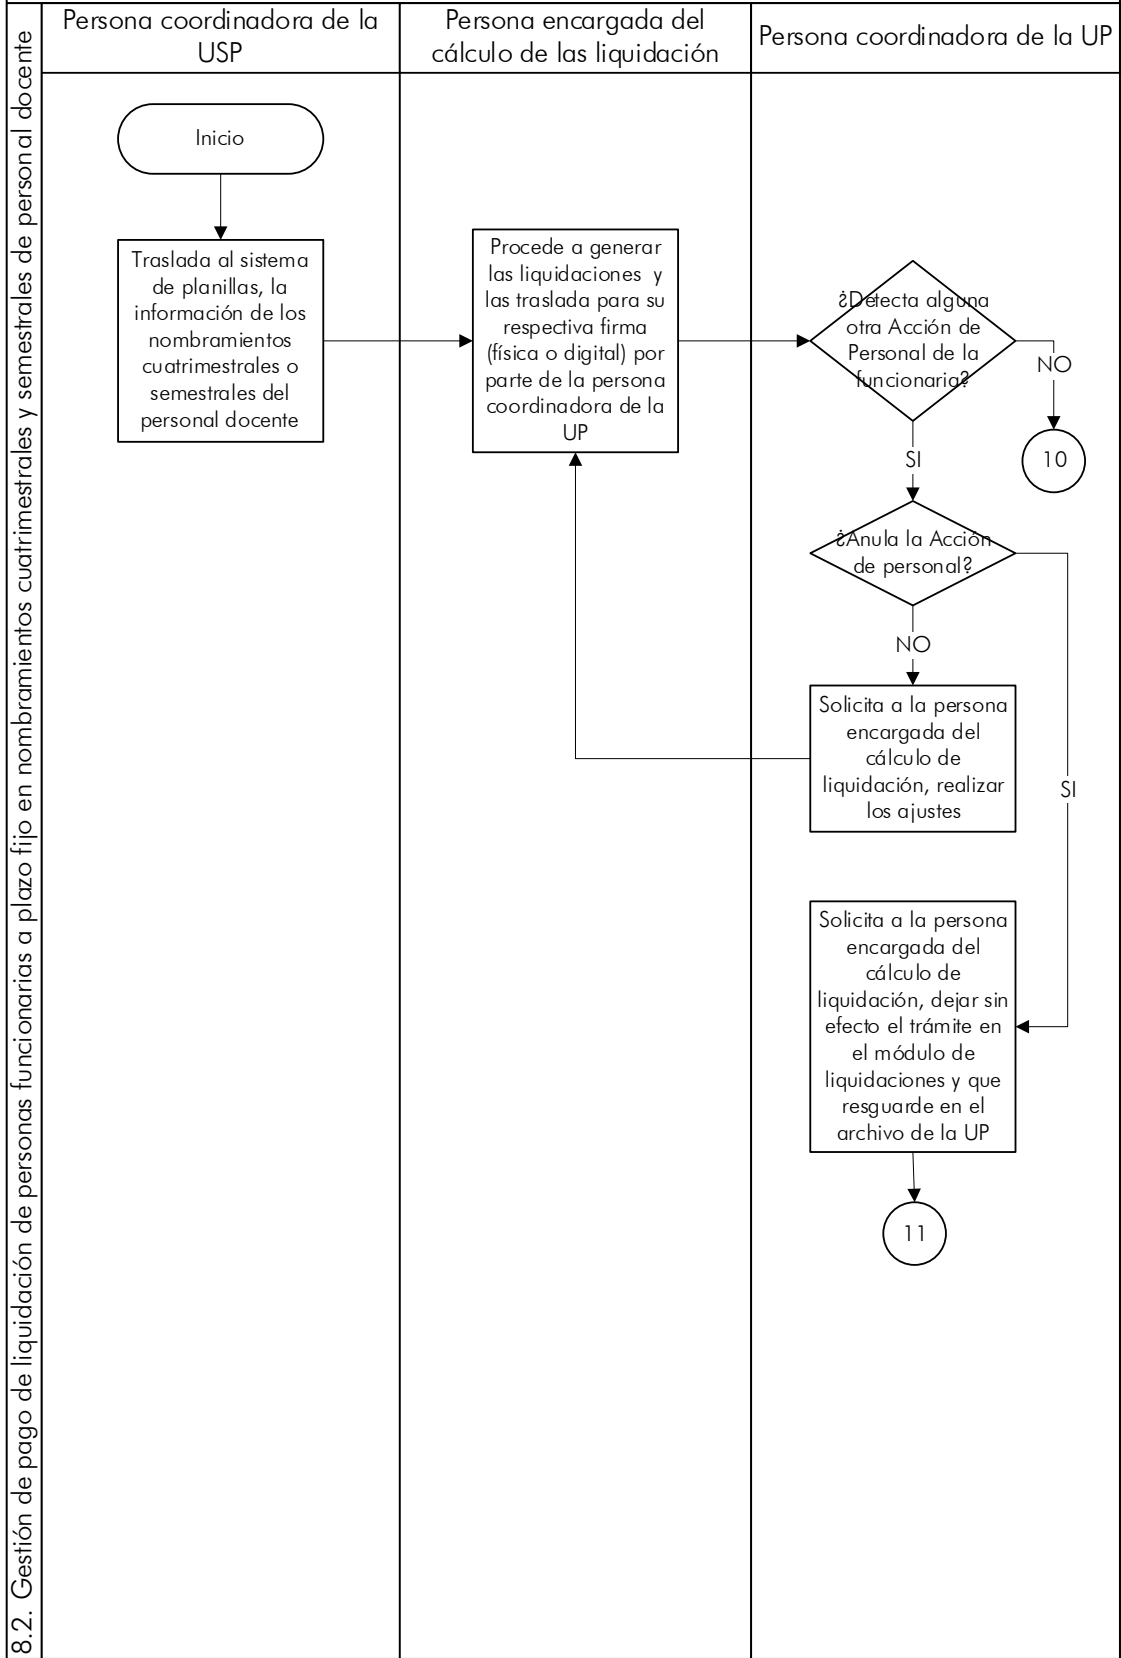 8.2. Gestión de pago de liquidación de personas funcionarias a plazo fijo en nombramientos cuatrimestrales y semestrales de personal docente
Persona coordinadora de la
USP
Persona encargada del
cálculo de las liquidación
Persona coordinadora de la UP
Inicio
Traslada al sistema
de planillas, la
información de los
nombramientos
cuatrimestrales o
semestrales del
personal docente
Procede a generar
las liquidaciones y
las traslada para su
respectiva firma
(física o digital) por
parte de la persona
coordinadora de la
UP
¿Detecta alguna
otra Acción de
Personal de la
funcionaria?
NO
10
SI
¿Anula la Acción
de personal?
NO
Solicita a la persona
encargada del
cálculo de
liquidación, realizar
los ajustes
SI
Solicita a la persona
encargada del
cálculo de
liquidación, dejar sin
efecto el trámite en
el módulo de
liquidaciones y que
resguarde en el
archivo de la UP
11